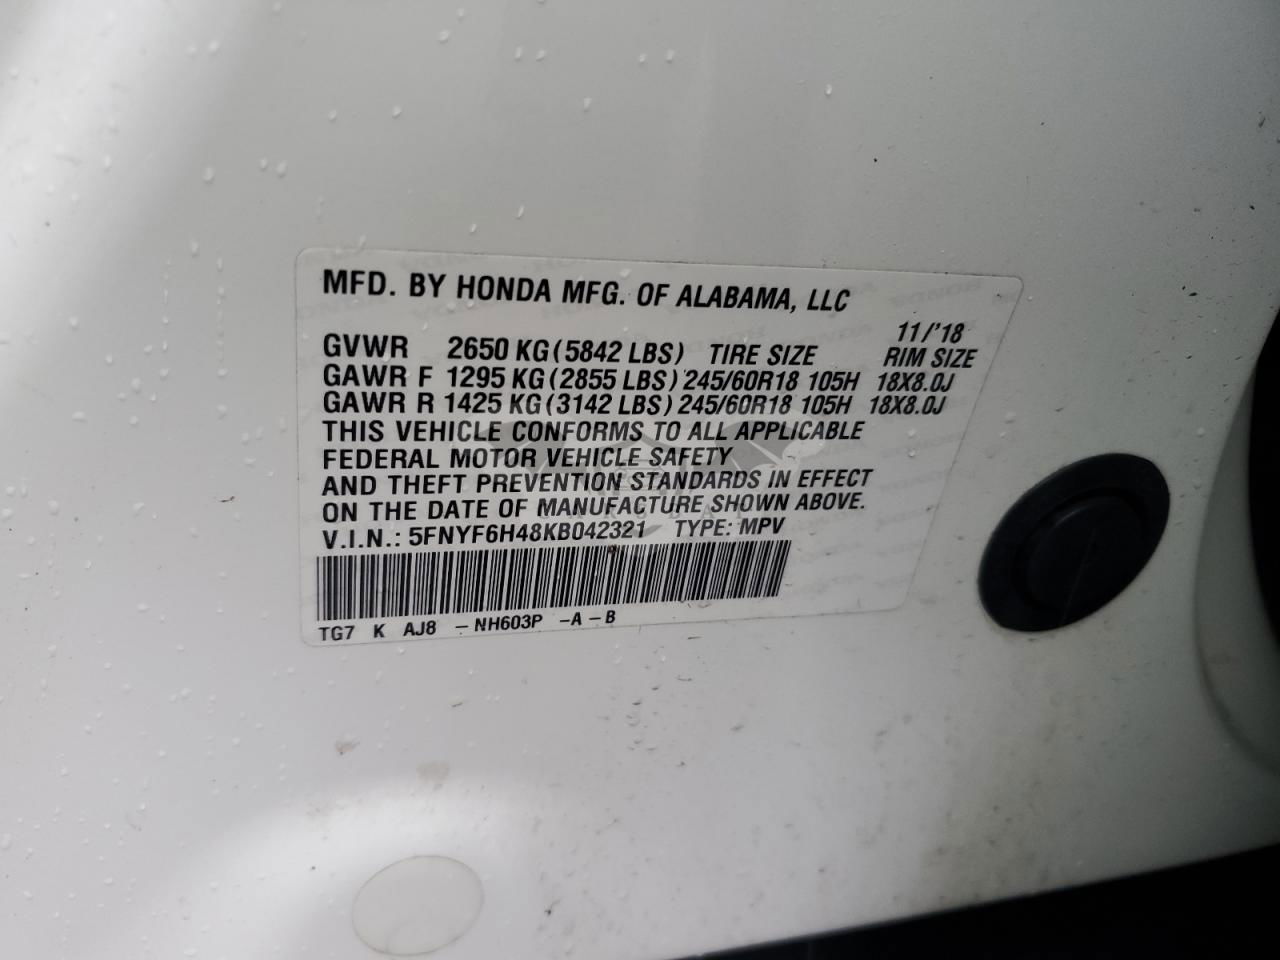 MFD. BY HONDA MFG. OF ALABAMA, LLC
11/'18
GVWR 2650 KG (5842 LBS) TIRE SIZE RIM SIZE
GAWR F 1295 KG (2855 LBS) 245/60R18 105H 18X8.0J
GAWR R 1425 KG (3142 LBS) 245/60R18 105H 18X8.0J
THIS VEHICLE CONFORMS TO ALL APPLICABLE
FEDERAL MOTOR VEHICLE SAFETY
AND THEFT PREVENTION STANDARDS IN EFFECT
ON THE DATE OF MANUFACTURE SHOWN ABOVE.
V.I.N.: 5FNYF6H48KB042321 TYPE: MPV
TG7 K AJ8 - NH603P - A - B